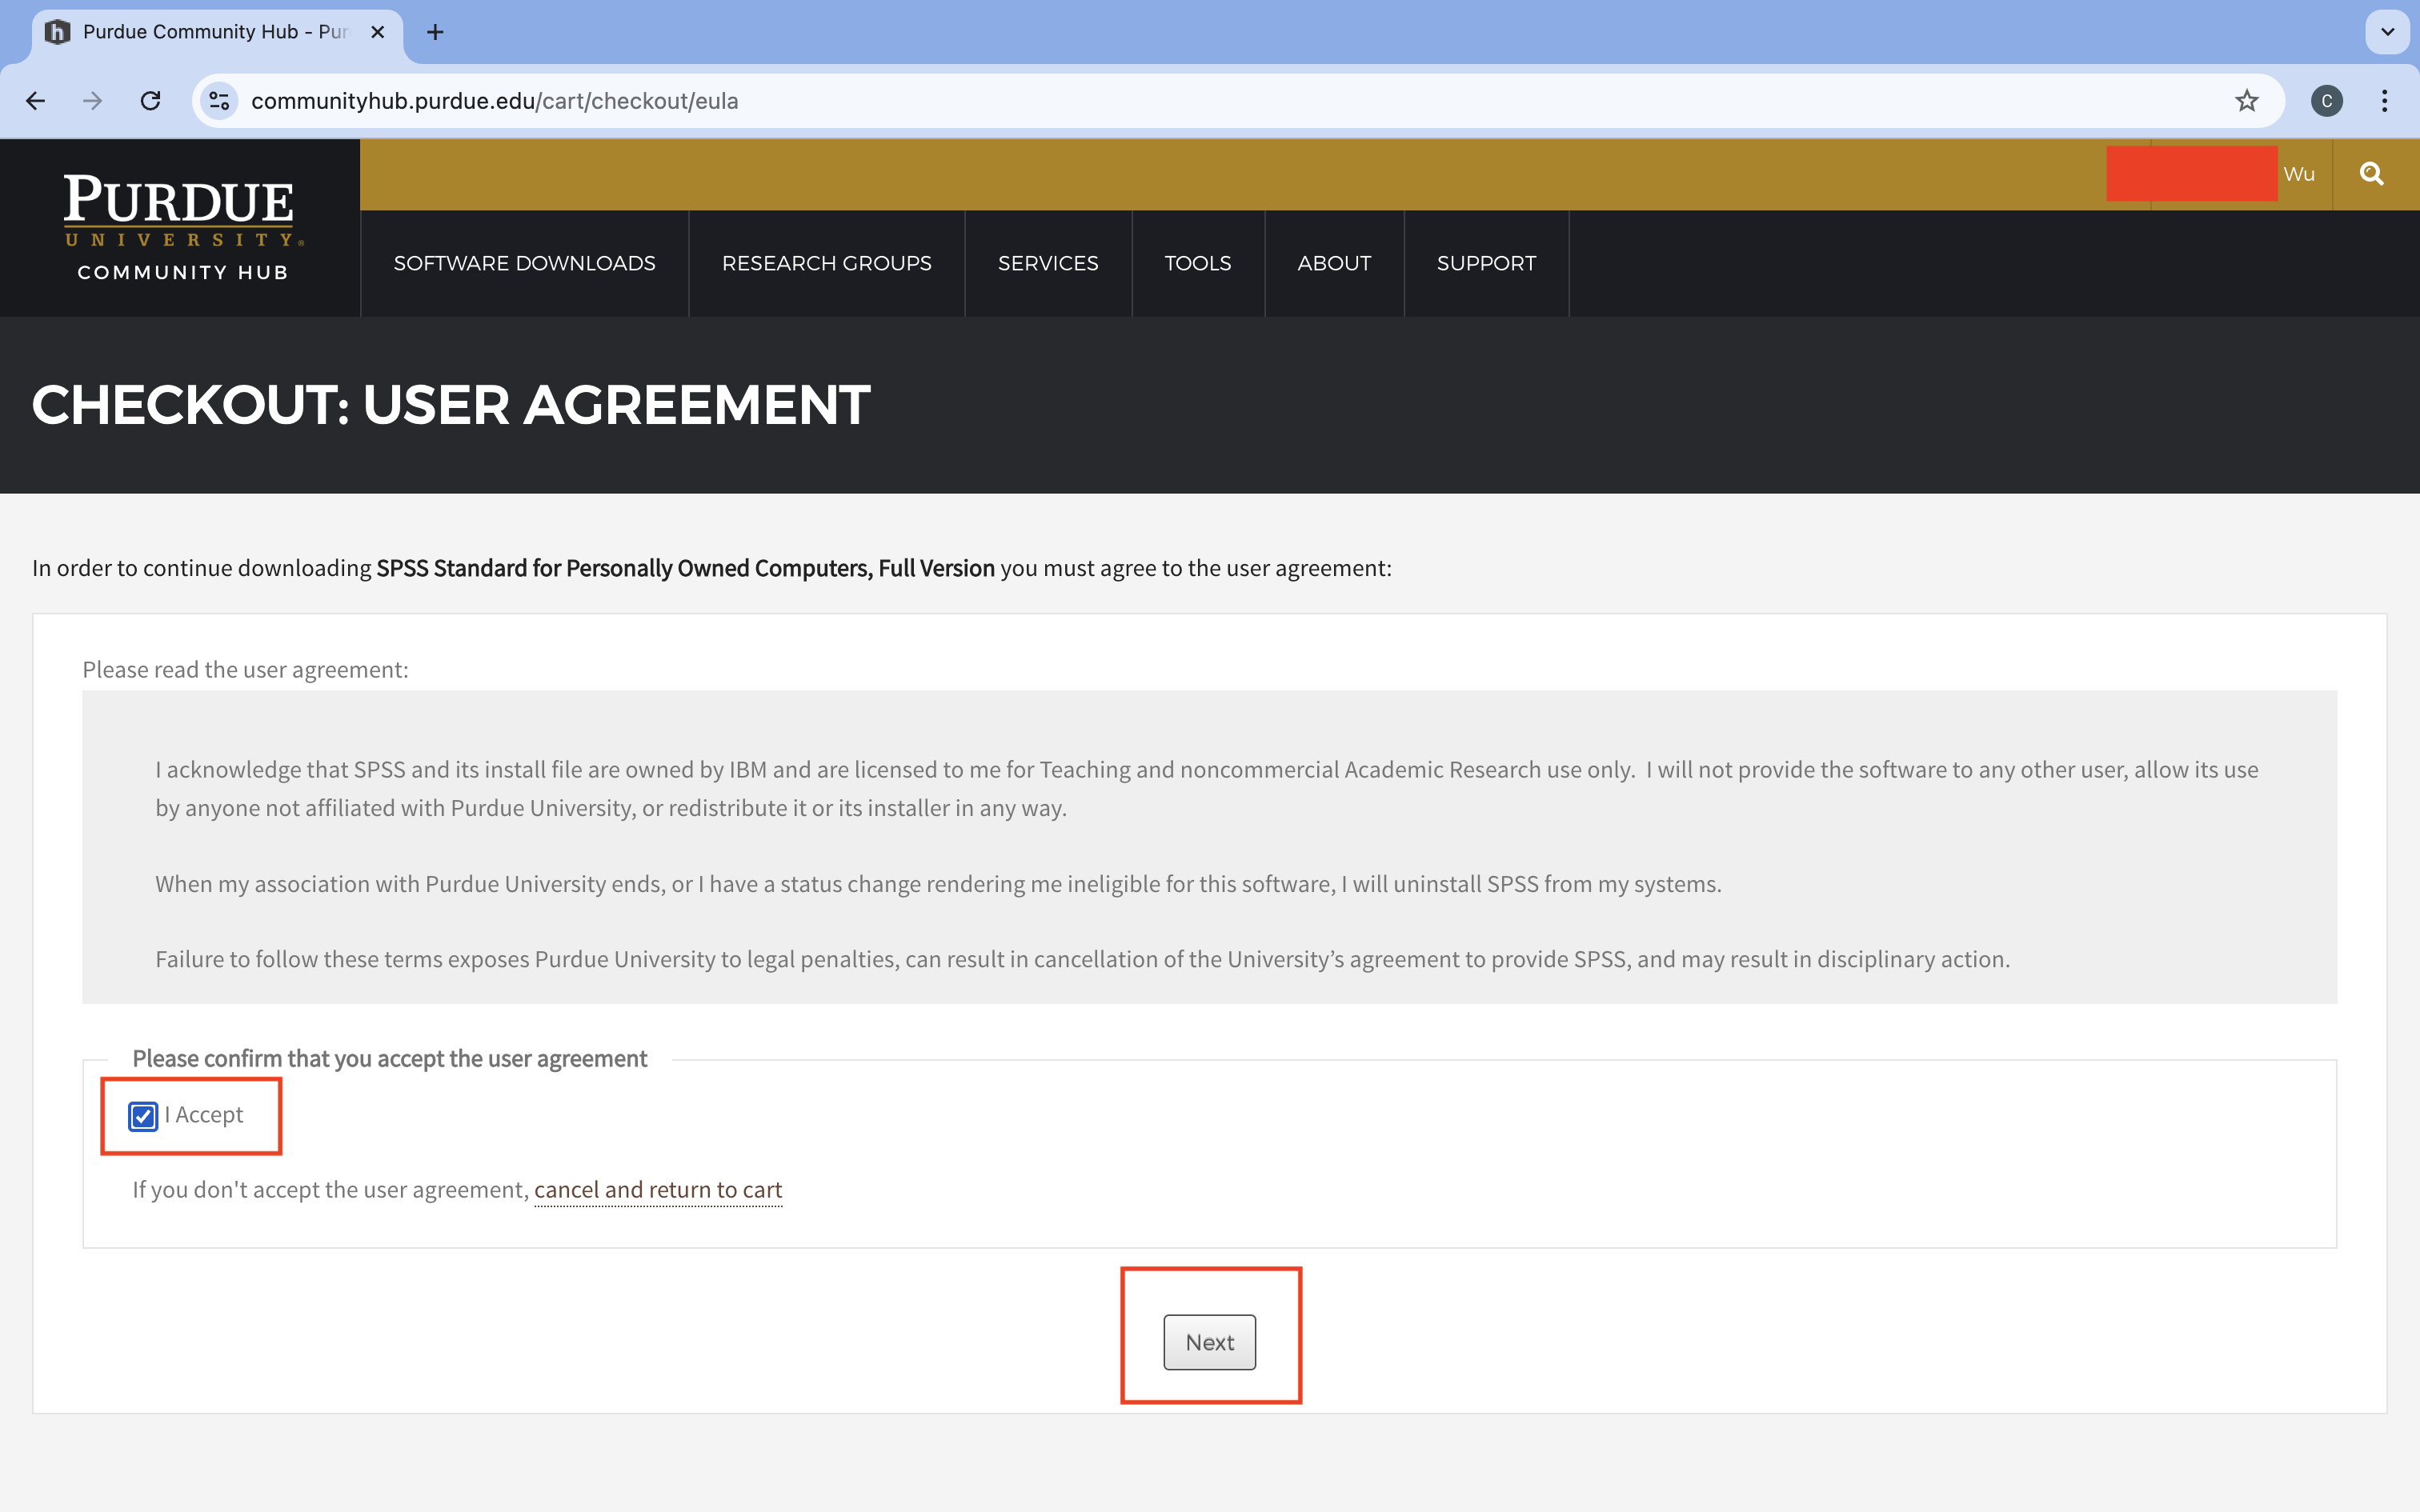 Purdue Community Hub - Pur
communityhub.purdue.edu/cart/checkout/eula
C
PURDUE
UNIVERSITY®
COMMUNITY HUB
Wu
SOFTWARE DOWNLOADS
RESEARCH GROUPS
SERVICES
TOOLS
ABOUT
SUPPORT
CHECKOUT: USER AGREEMENT
In order to continue downloading SPSS Standard for Personally Owned Computers, Full Version you must agree to the user agreement:
Please read the user agreement:
I acknowledge that SPSS and its install file are owned by IBM and are licensed to me for Teaching and noncommercial Academic Research use only.  I will not provide the software to any other user, allow its use
by anyone not affiliated with Purdue University, or redistribute it or its installer in any way.
When my association with Purdue University ends, or I have a status change rendering me ineligible for this software, I will uninstall SPSS from my systems.
Failure to follow these terms exposes Purdue University to legal penalties, can result in cancellation of the University’s agreement to provide SPSS, and may result in disciplinary action.
Please confirm that you accept the user agreement
I Accept
If you don't accept the user agreement, cancel and return to cart
Next